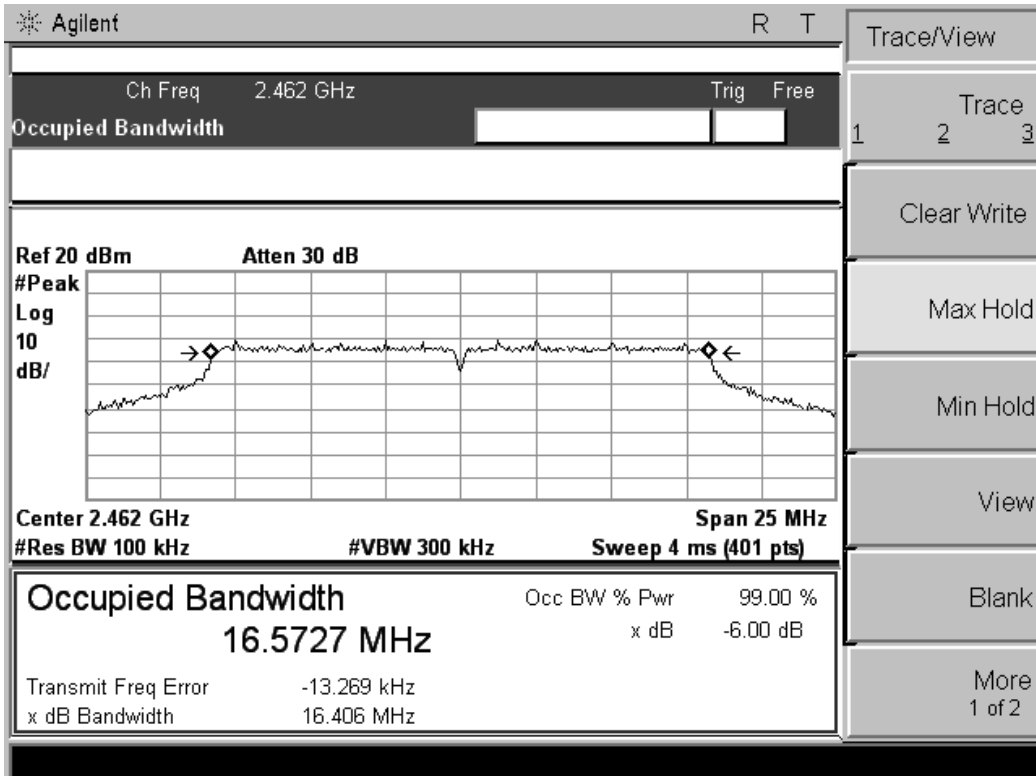 Agilent R T
Trace/View
Ch Freq 2.462 GHz Trig Free
Occupied Bandwidth
Trace
1 2 3
Clear Write
Ref 20 dBm Atten 30 dB
#Peak
Log
10
dB/
Max Hold
Min Hold
View
Center 2.462 GHz Span 25 MHz
#Res BW 100 kHz #VBW 300 kHz Sweep 4 ms (401 pts)
Occupied Bandwidth
16.5727 MHz
Occ BW % Pwr 99.00 %
x dB -6.00 dB
Blank
Transmit Freq Error -13.269 kHz
x dB Bandwidth 16.406 MHz
More
1 of 2